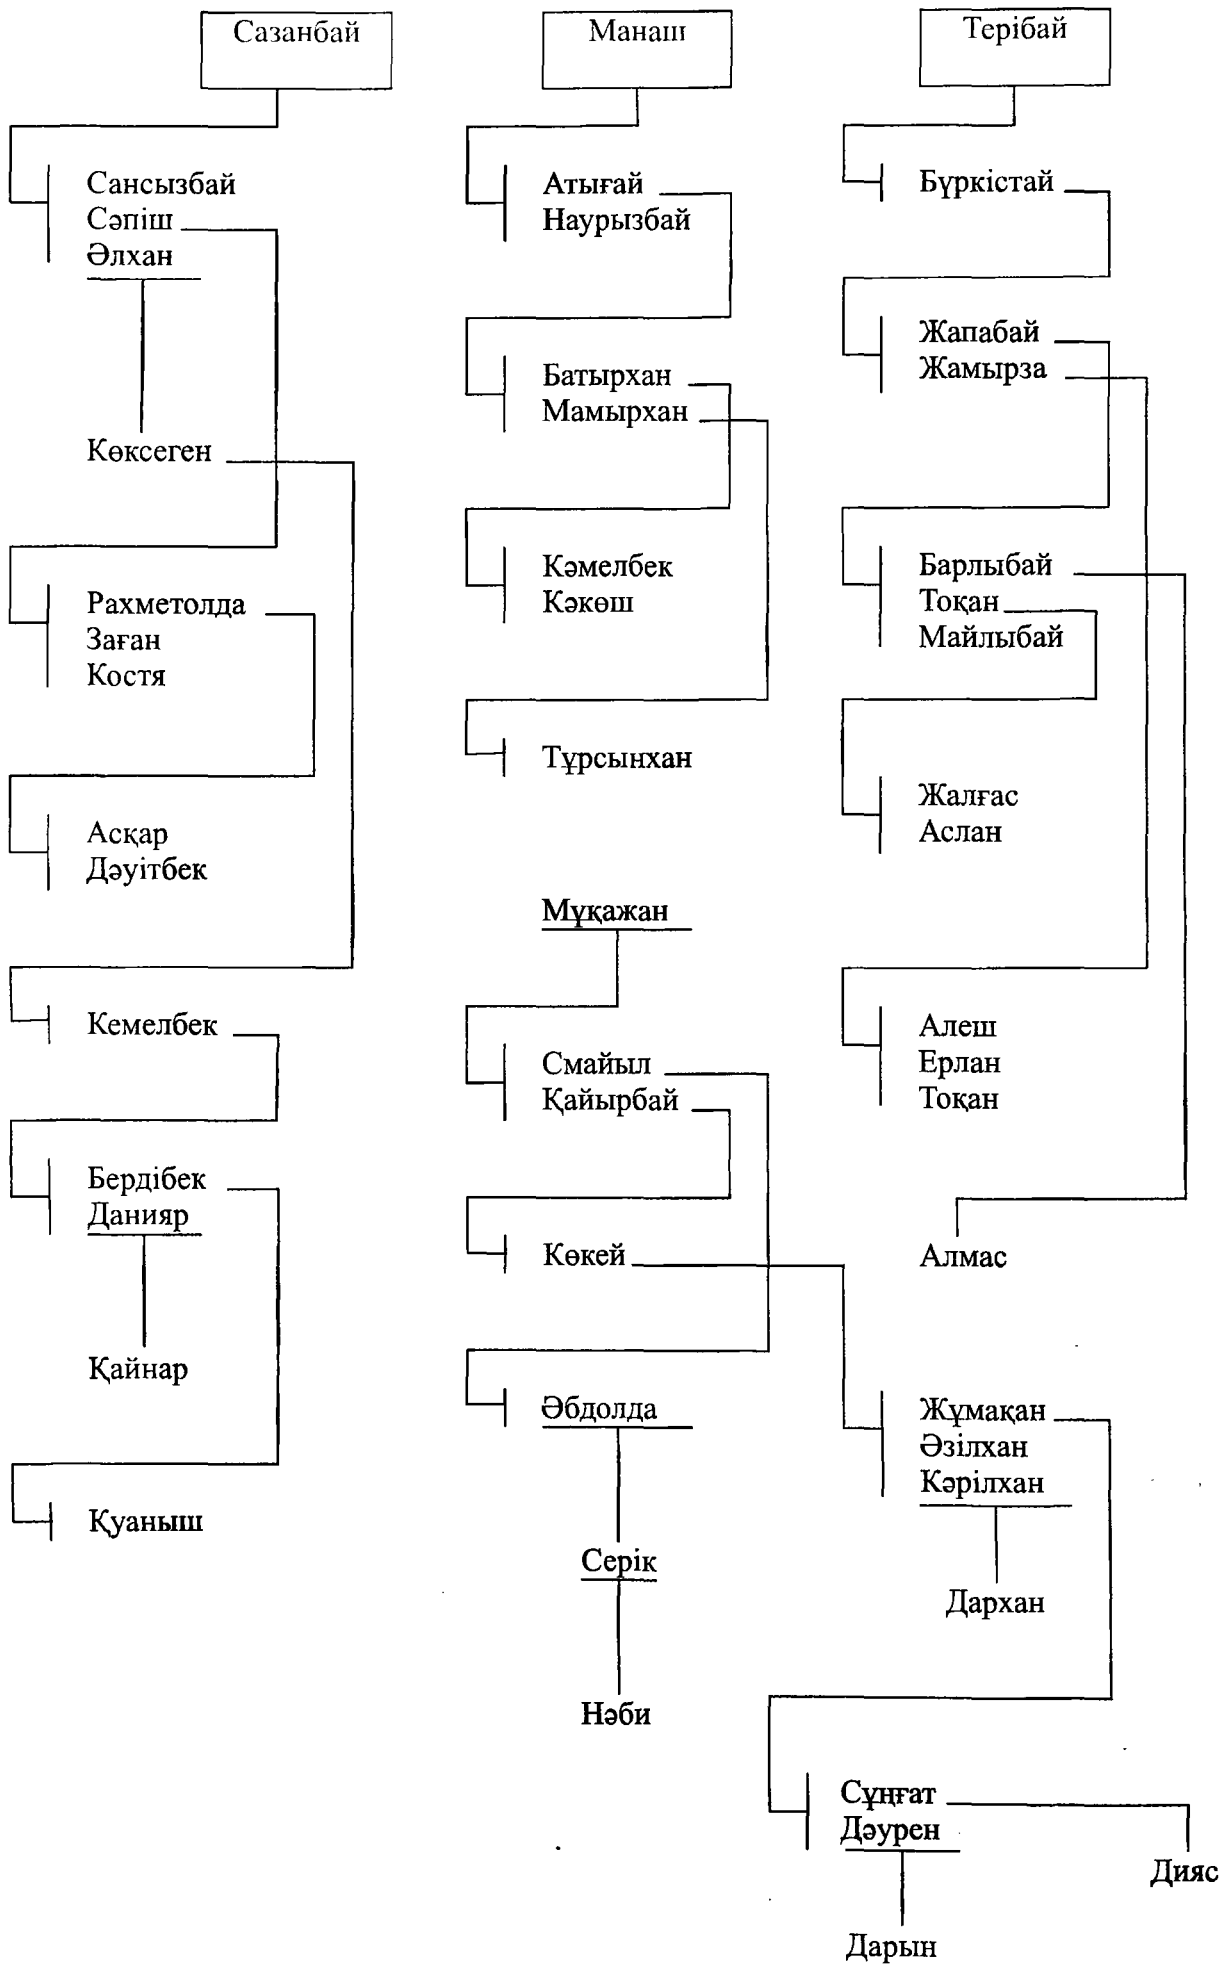 Сазанбай
Сансызбай
Сәпіш
Әлхан
Көксеген
Рахметолда
Заған
Костя
Асқар
Дәуітбек
Кемелбек
Бердібек
Данияр
Қайнар
Қуаныш
Манаш
Атығай
Наурызбай
Батырхан
Мамырхан
Кәмелбек
Кәкөш
Тұрсынхан
Мұқажан
Смайыл
Қайырбай
Көкей
Әбдолда
Серік
Нәби
Терібай
Бүркістай
Жапабай
Жамырза
Барлыбай
Тоқан
Майлыбай
Жалғас
Аслан
Алеш
Ерлан
Тоқан
Алмас
Жұмақан
Әзілхан
Кәрілхан
Дархан
Сұңғат
Дәурен
Дияс
Дарын